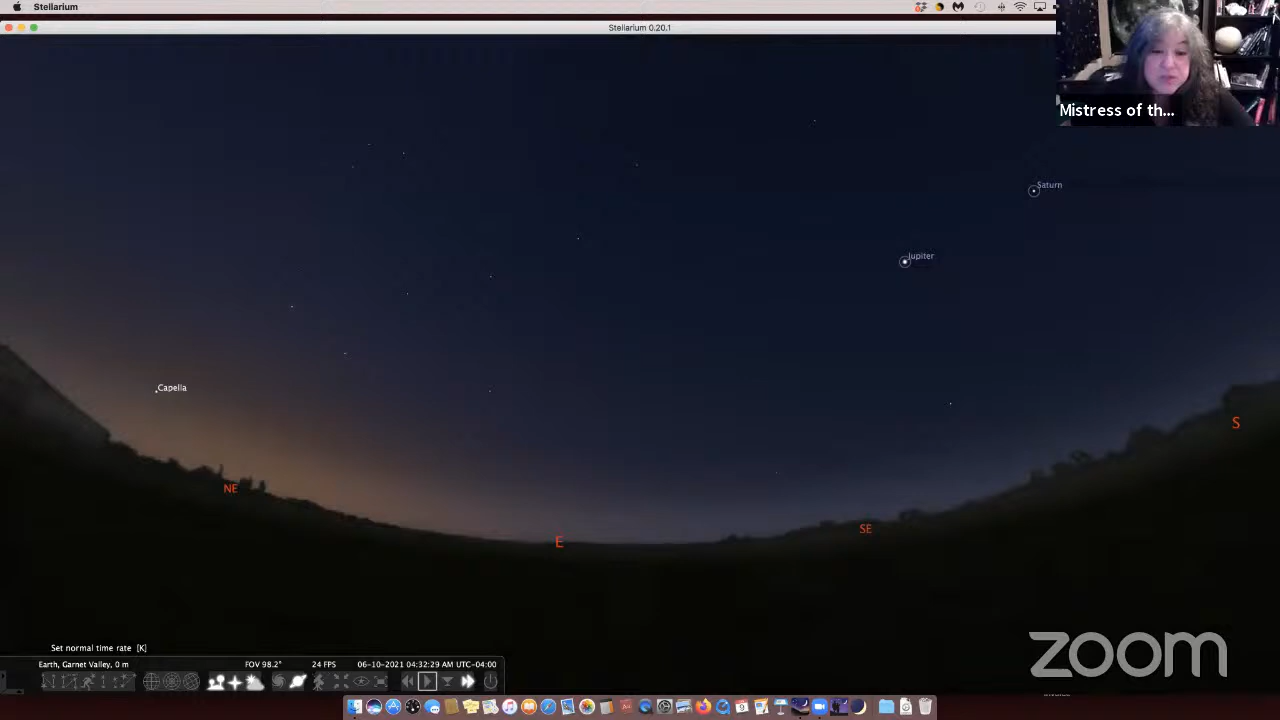 Stellarium
Stellarium 0.20.1
Mistress of th...
Saturn
Jupiter
Capella
S
NE
SE
E
Set normal time rate [K]
Earth, Garnet Valley, 0 m
FOV 98.2°
24 FPS
06-10-2021 04:32:29 AM UTC-04:00
zoom